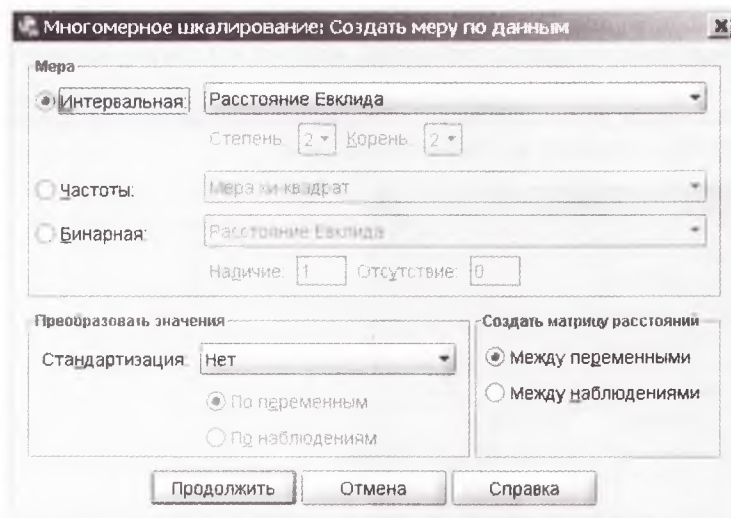 Многомерное шкалирование: Создать меру по данным
Мера
Интервальная: Расстояние Евклида
Степень: 2 Корень: 2
Частоты: Мера хи-квадрат
Бинарная: Расстояние Евклида
Наличие: 1 Отсутствие: 0
Преобразовать значения
Стандартизация: Нет
По переменным
По наблюдениям
Создать матрицу расстояний
Между переменными
Между наблюдениями
Продолжить Отмена Справка